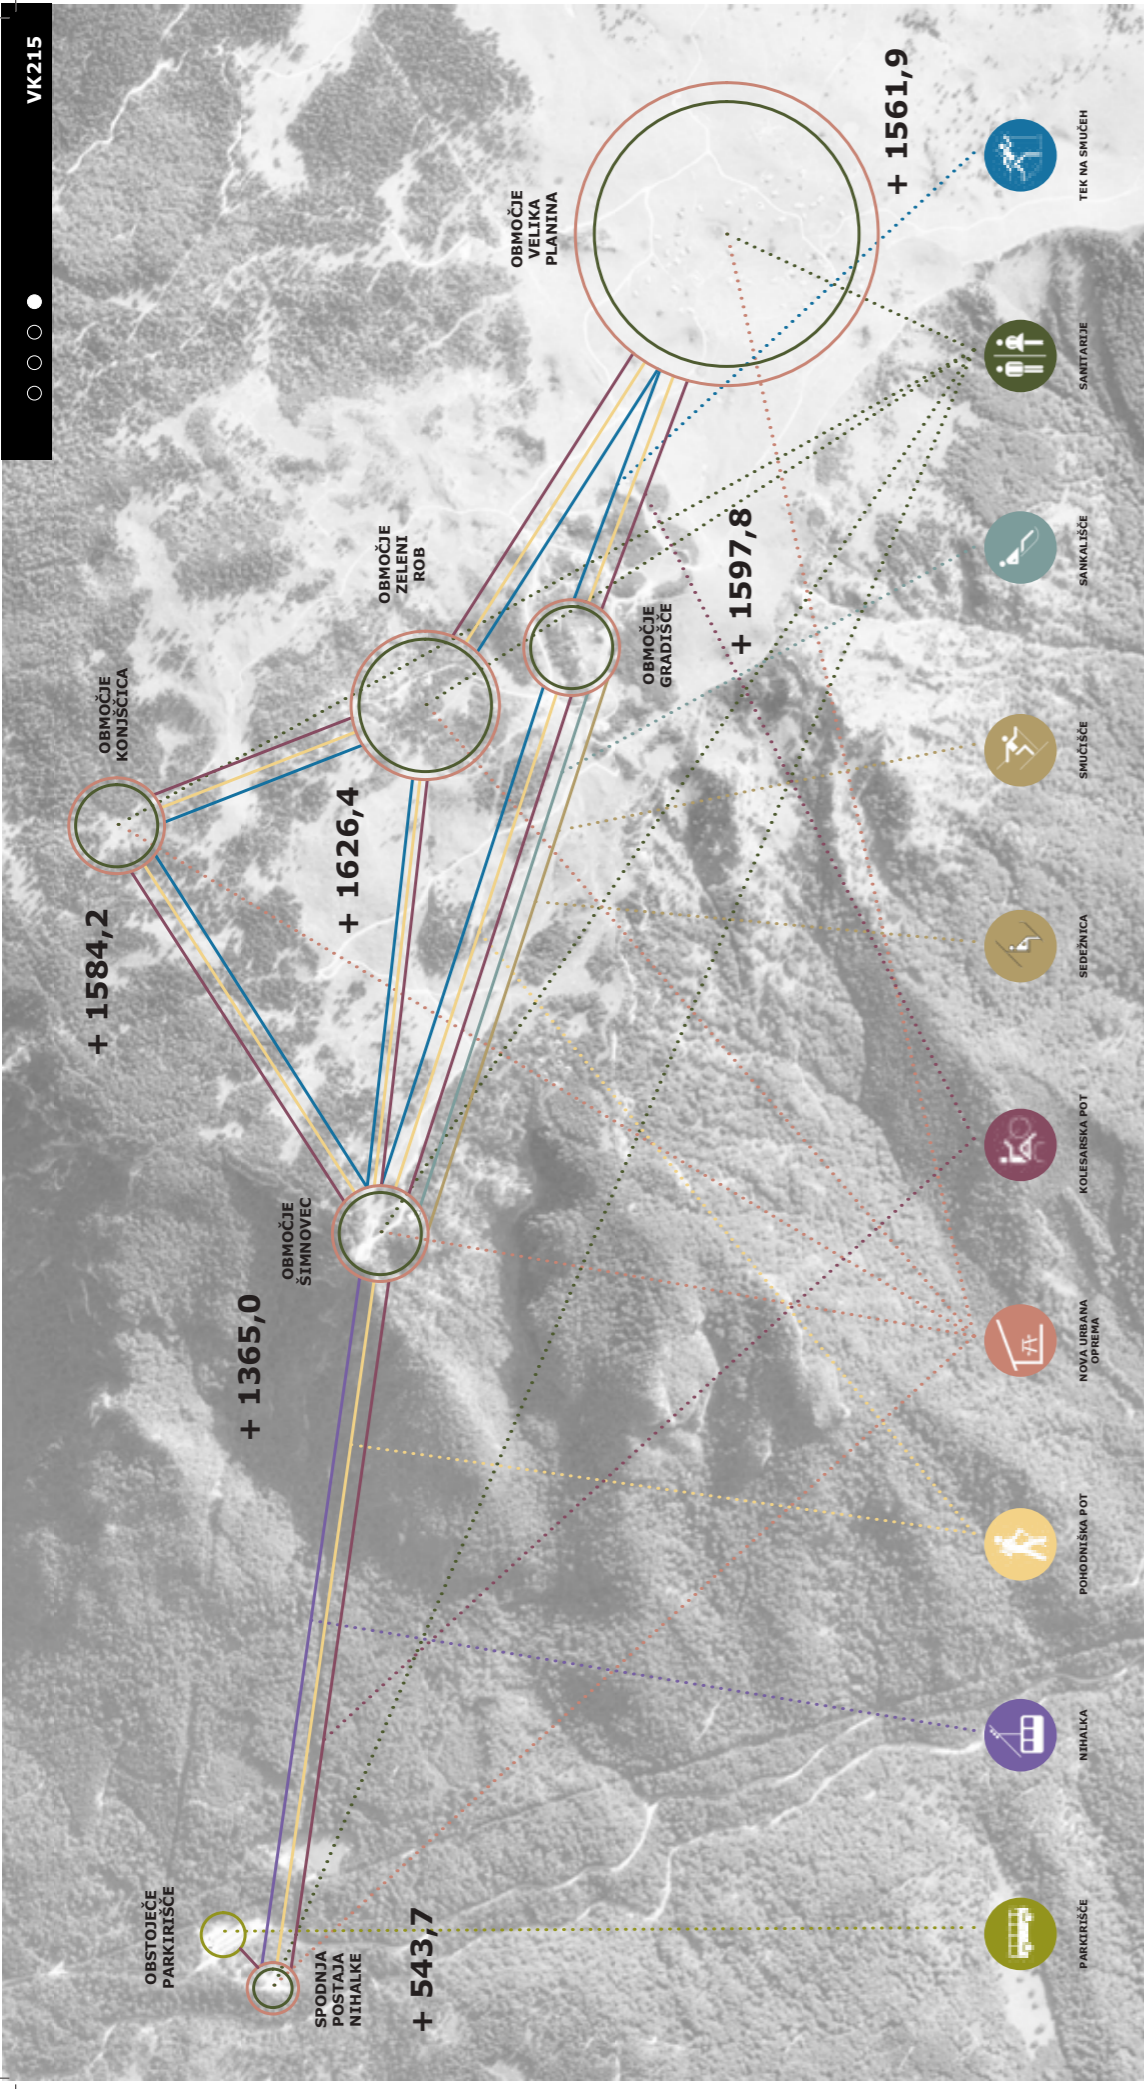 VK215
OBSTOJEČE
PARKIRIŠČE
SPODNJA
POSTAJA
NIHALKE
+ 543,7
OBMOČJE
ŠIMNOVEC
+ 1365,0
OBMOČJE
KONJŠČICA
+ 1584,2
OBMOČJE
ZELENI
ROB
+ 1626,4
OBMOČJE
GRADIŠČE
+ 1597,8
OBMOČJE
VELIKA
PLANINA
+ 1561,9
PARKIRIŠČE
NIHALKA
POHODNIŠKA POT
NOVA URBANA
OPREMA
KOLESARSKA POT
SEDEŽNICA
SMUČIŠČE
SANKALIŠČE
SANITARIJE
TEK NA SMUČEH